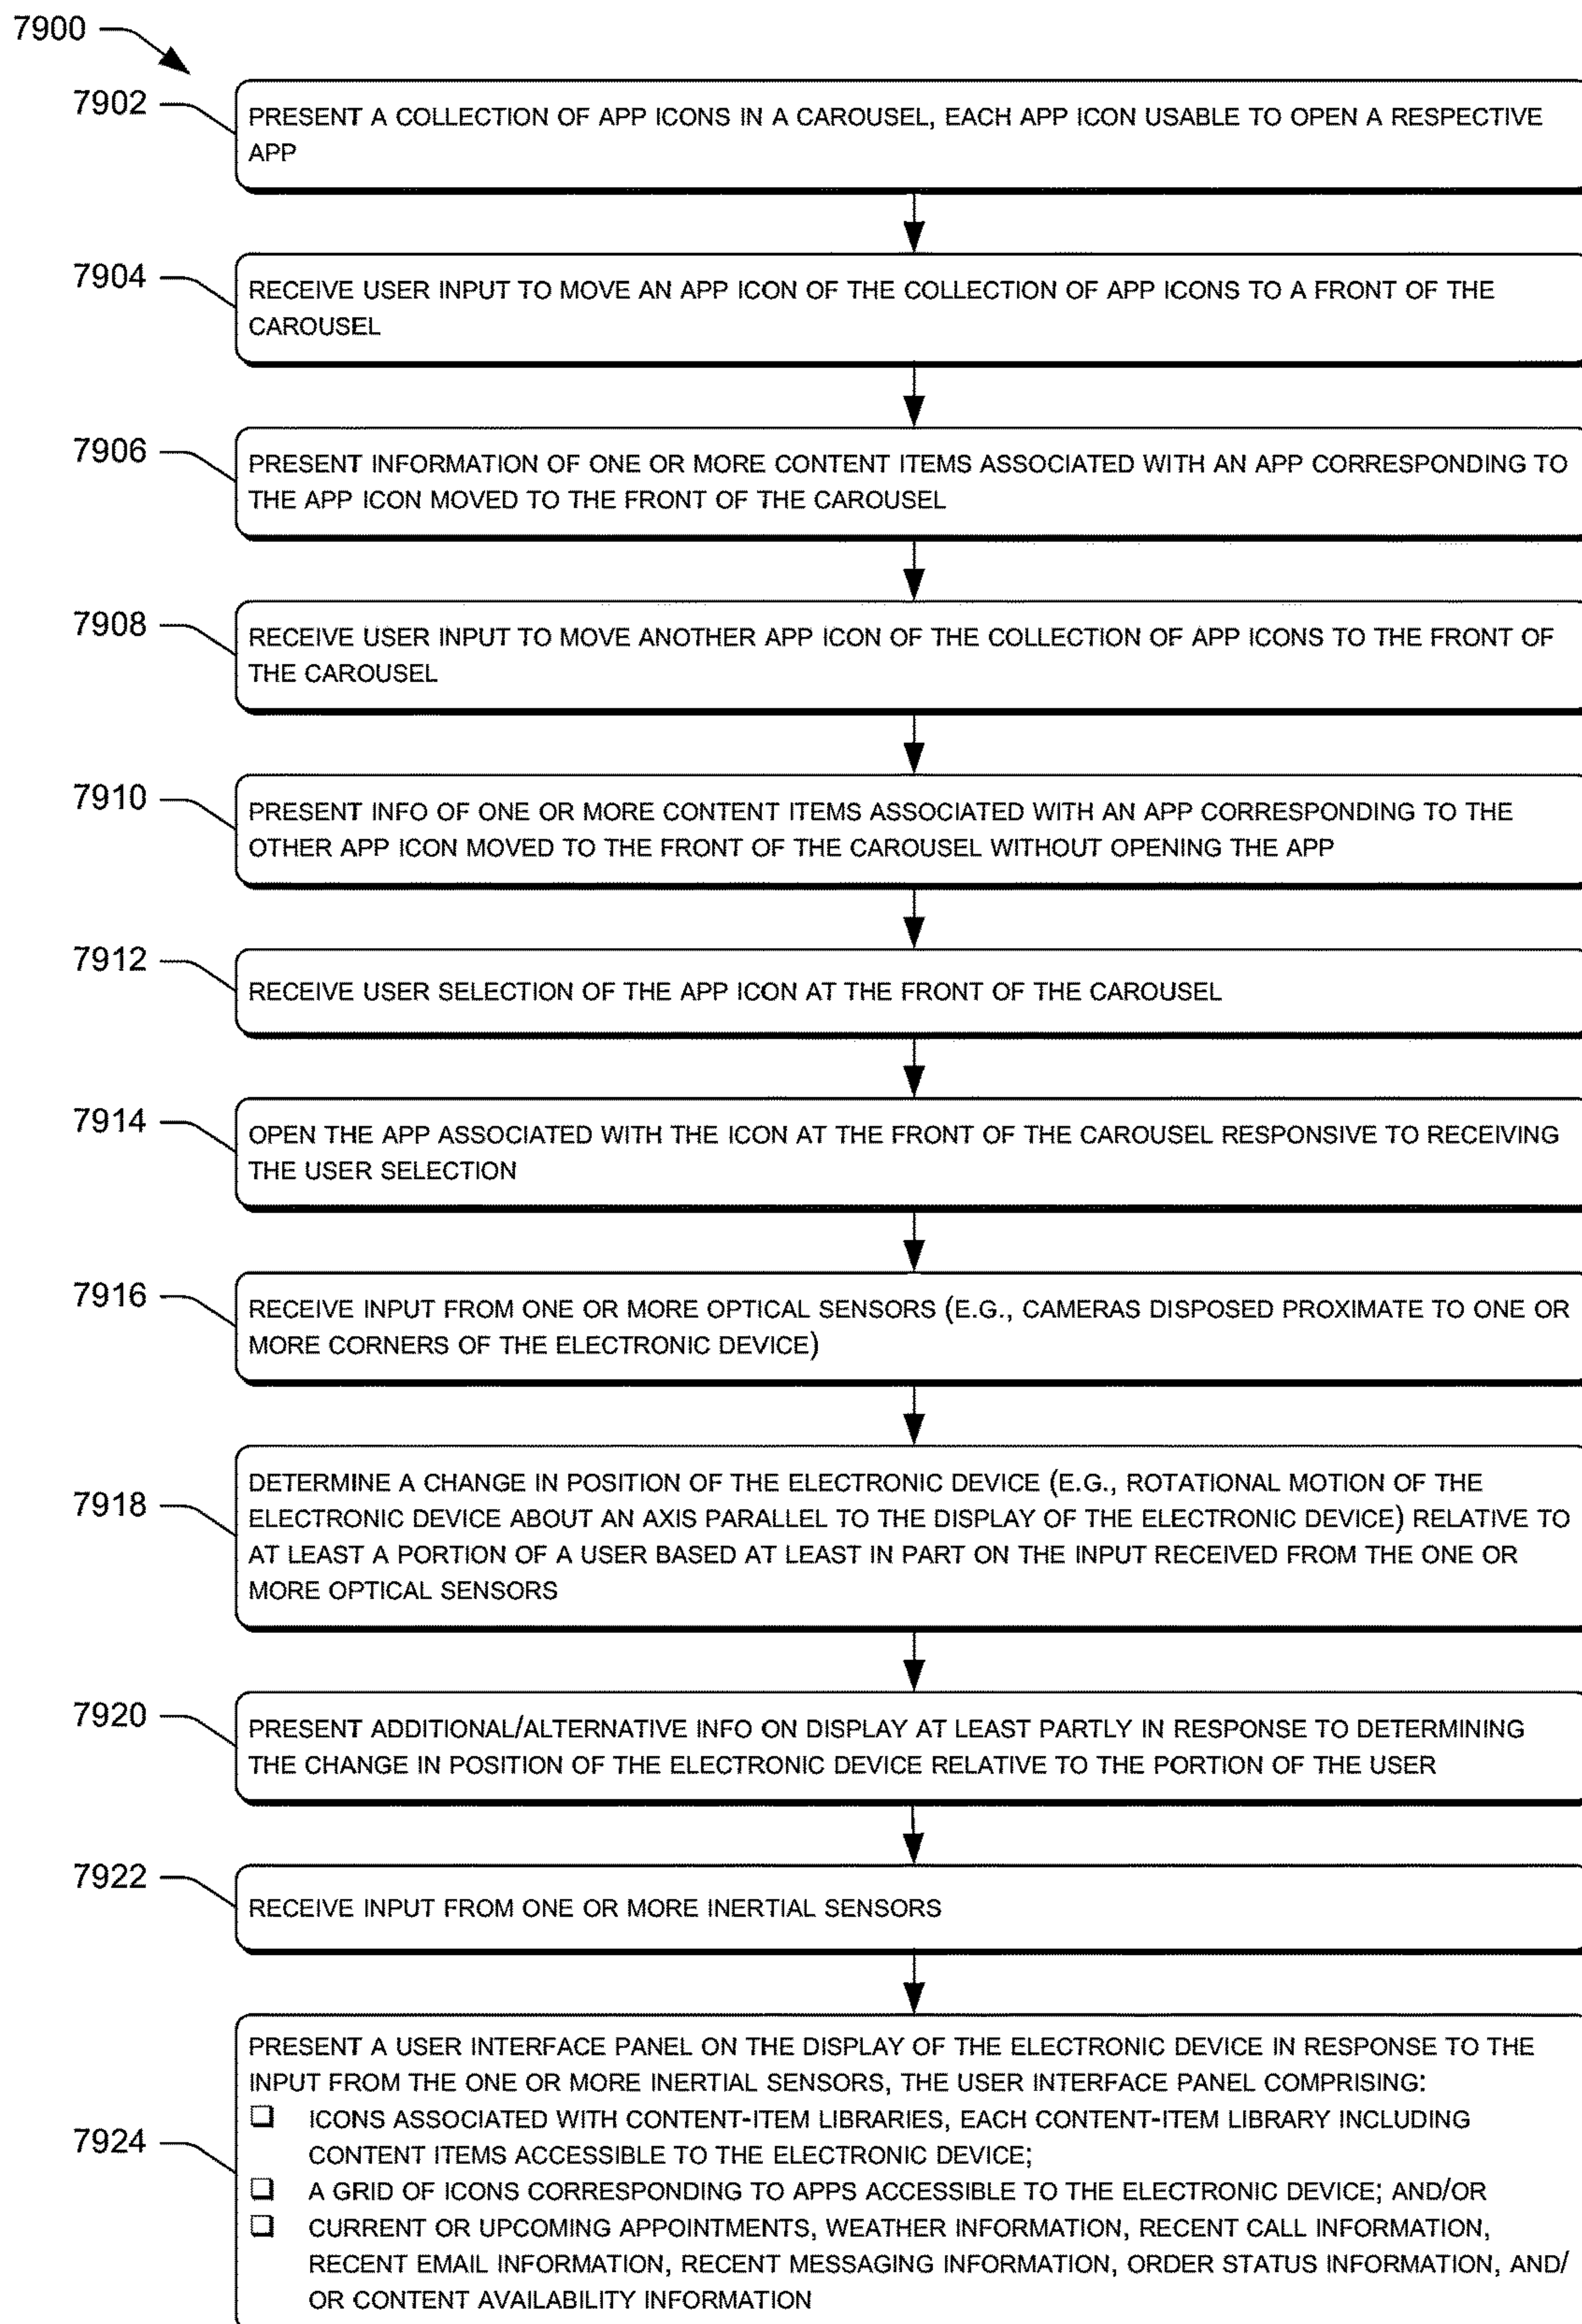 7900
7902
PRESENT A COLLECTION OF APP ICONS IN A CAROUSEL, EACH APP ICON USABLE TO OPEN A RESPECTIVE
APP
7904
RECEIVE USER INPUT TO MOVE AN APP ICON OF THE COLLECTION OF APP ICONS TO A FRONT OF THE
CAROUSEL
7906
PRESENT INFORMATION OF ONE OR MORE CONTENT ITEMS ASSOCIATED WITH AN APP CORRESPONDING TO
THE APP ICON MOVED TO THE FRONT OF THE CAROUSEL
7908
RECEIVE USER INPUT TO MOVE ANOTHER APP ICON OF THE COLLECTION OF APP ICONS TO THE FRONT OF
THE CAROUSEL
7910
PRESENT INFO OF ONE OR MORE CONTENT ITEMS ASSOCIATED WITH AN APP CORRESPONDING TO THE
OTHER APP ICON MOVED TO THE FRONT OF THE CAROUSEL WITHOUT OPENING THE APP
7912
RECEIVE USER SELECTION OF THE APP ICON AT THE FRONT OF THE CAROUSEL
7914
OPEN THE APP ASSOCIATED WITH THE ICON AT THE FRONT OF THE CAROUSEL RESPONSIVE TO RECEIVING
THE USER SELECTION
7916
RECEIVE INPUT FROM ONE OR MORE OPTICAL SENSORS (E.G., CAMERAS DISPOSED PROXIMATE TO ONE OR
MORE CORNERS OF THE ELECTRONIC DEVICE)
7918
DETERMINE A CHANGE IN POSITION OF THE ELECTRONIC DEVICE (E.G., ROTATIONAL MOTION OF THE
ELECTRONIC DEVICE ABOUT AN AXIS PARALLEL TO THE DISPLAY OF THE ELECTRONIC DEVICE) RELATIVE TO
AT LEAST A PORTION OF A USER BASED AT LEAST IN PART ON THE INPUT RECEIVED FROM THE ONE OR
MORE OPTICAL SENSORS
7920
PRESENT ADDITIONAL/ALTERNATIVE INFO ON DISPLAY AT LEAST PARTLY IN RESPONSE TO DETERMINING
THE CHANGE IN POSITION OF THE ELECTRONIC DEVICE RELATIVE TO THE PORTION OF THE USER
7922
RECEIVE INPUT FROM ONE OR MORE INERTIAL SENSORS
7924
PRESENT A USER INTERFACE PANEL ON THE DISPLAY OF THE ELECTRONIC DEVICE IN RESPONSE TO THE
INPUT FROM THE ONE OR MORE INERTIAL SENSORS, THE USER INTERFACE PANEL COMPRISING:
❑ ICONS ASSOCIATED WITH CONTENT-ITEM LIBRARIES, EACH CONTENT-ITEM LIBRARY INCLUDING
CONTENT ITEMS ACCESSIBLE TO THE ELECTRONIC DEVICE;
❑ A GRID OF ICONS CORRESPONDING TO APPS ACCESSIBLE TO THE ELECTRONIC DEVICE; AND/OR
❑ CURRENT OR UPCOMING APPOINTMENTS, WEATHER INFORMATION, RECENT CALL INFORMATION,
RECENT EMAIL INFORMATION, RECENT MESSAGING INFORMATION, ORDER STATUS INFORMATION, AND/
OR CONTENT AVAILABILITY INFORMATION